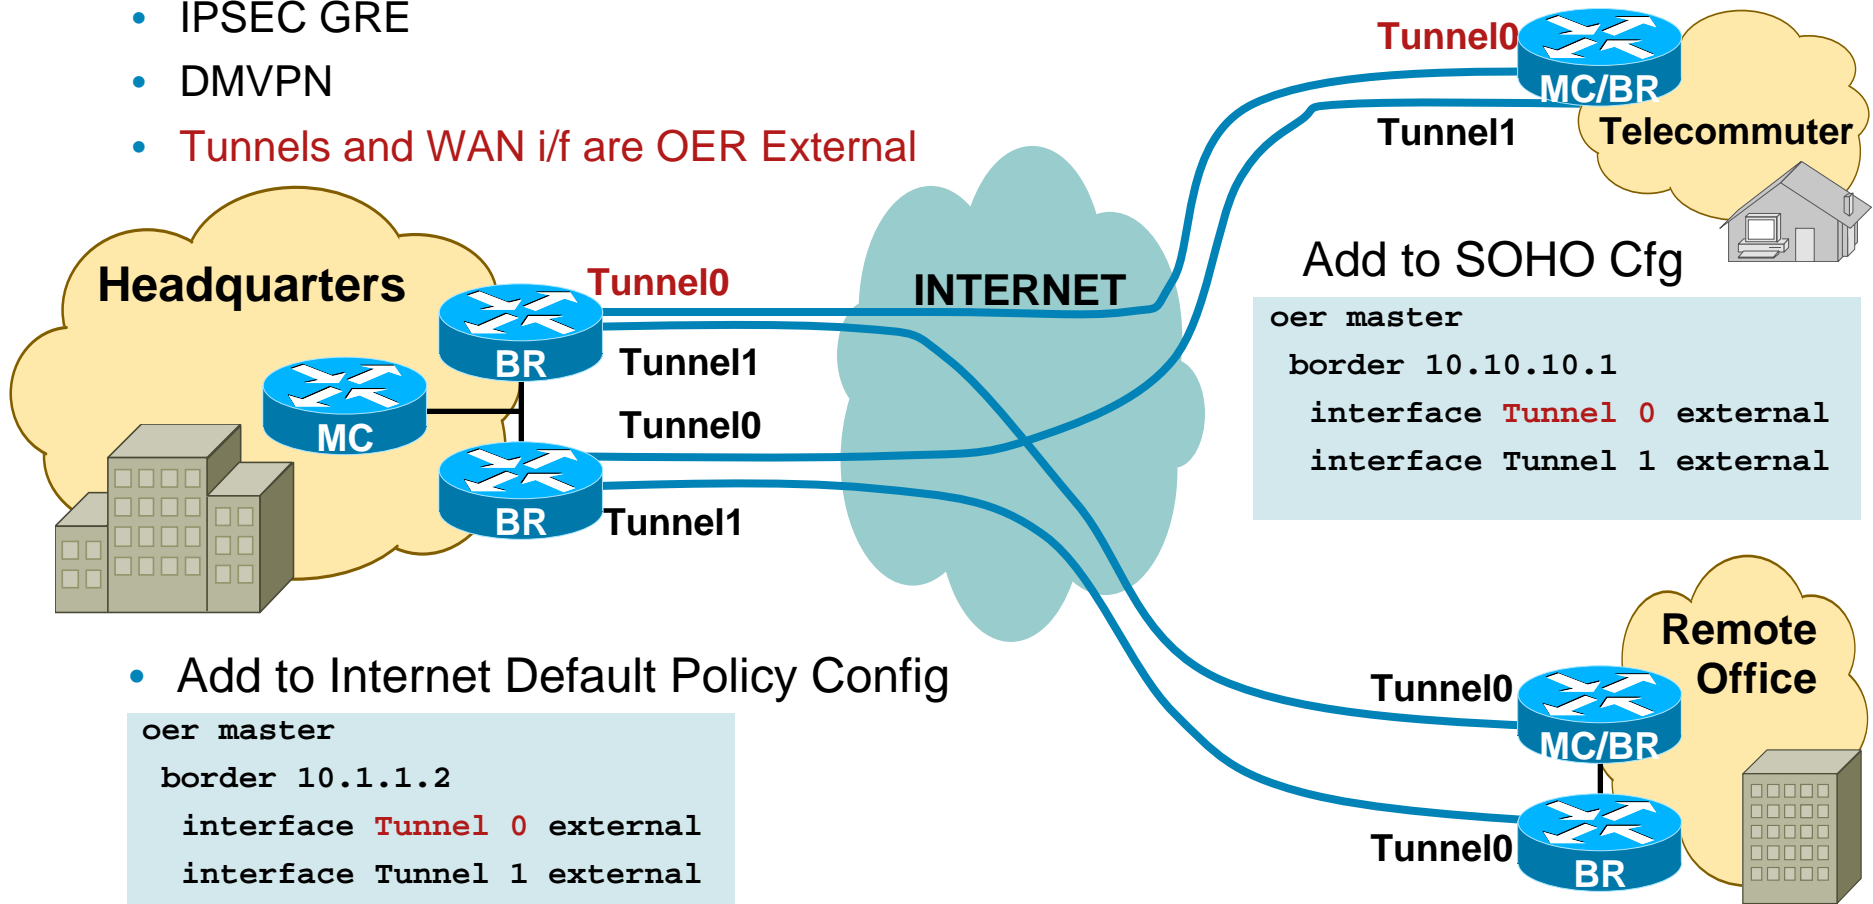 • IPSEC GRE
• DMVPN
• Tunnels and WAN i/f are OER External
Tunnel0
MC/BR
Tunnel1
Telecommuter
Headquarters
Tunnel0
INTERNET
BR
Tunnel1
MC
Tunnel0
BR
Tunnel1
Add to SOHO Cfg
oer master
border 10.10.10.1
interface Tunnel 0 external
interface Tunnel 1 external
Remote
Office
Tunnel0
MC/BR
Tunnel0
BR
• Add to Internet Default Policy Config
oer master
border 10.1.1.2
interface Tunnel 0 external
interface Tunnel 1 external